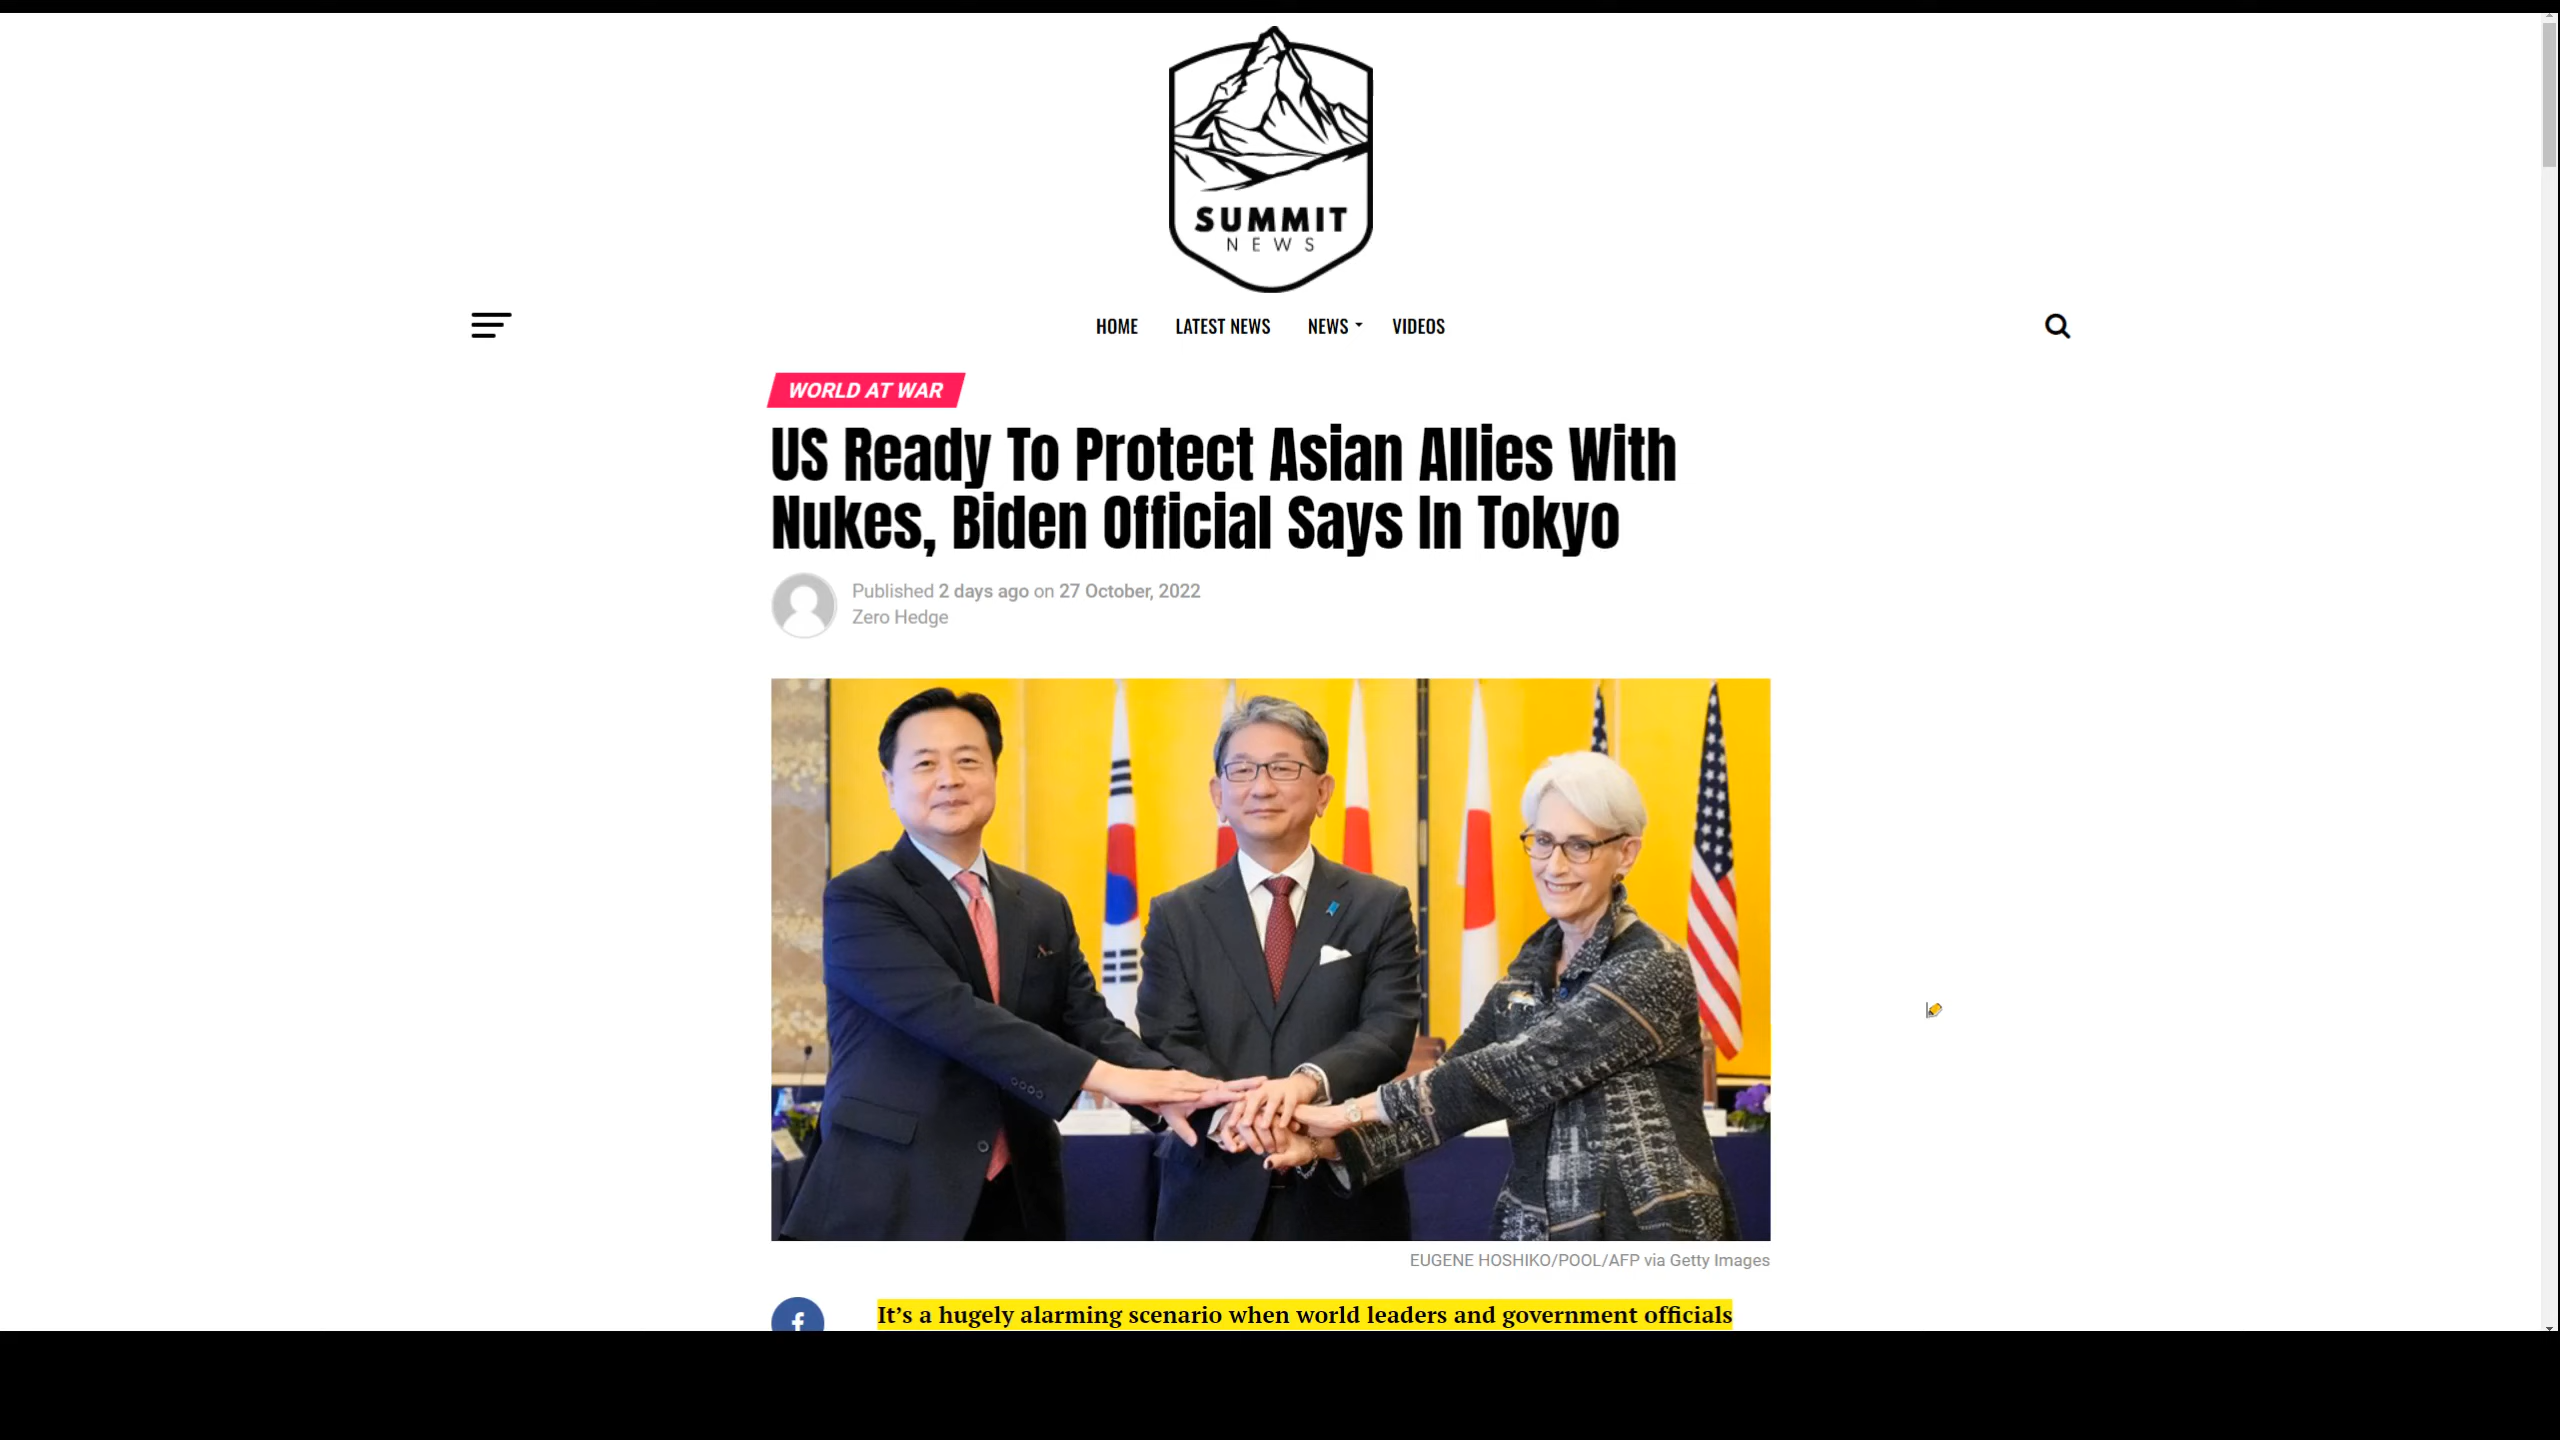 SUMMIT
NEWS
HOME LATEST NEWS NEWS VIDEOS
WORLD AT WAR
US Ready To Protect Asian Allies With
Nukes, Biden Official Says In Tokyo
Published 2 days ago on 27 October, 2022
Zero Hedge
EUGENE HOSHIKO/POOL/AFP via Getty Images
It’s a hugely alarming scenario when world leaders and government officials